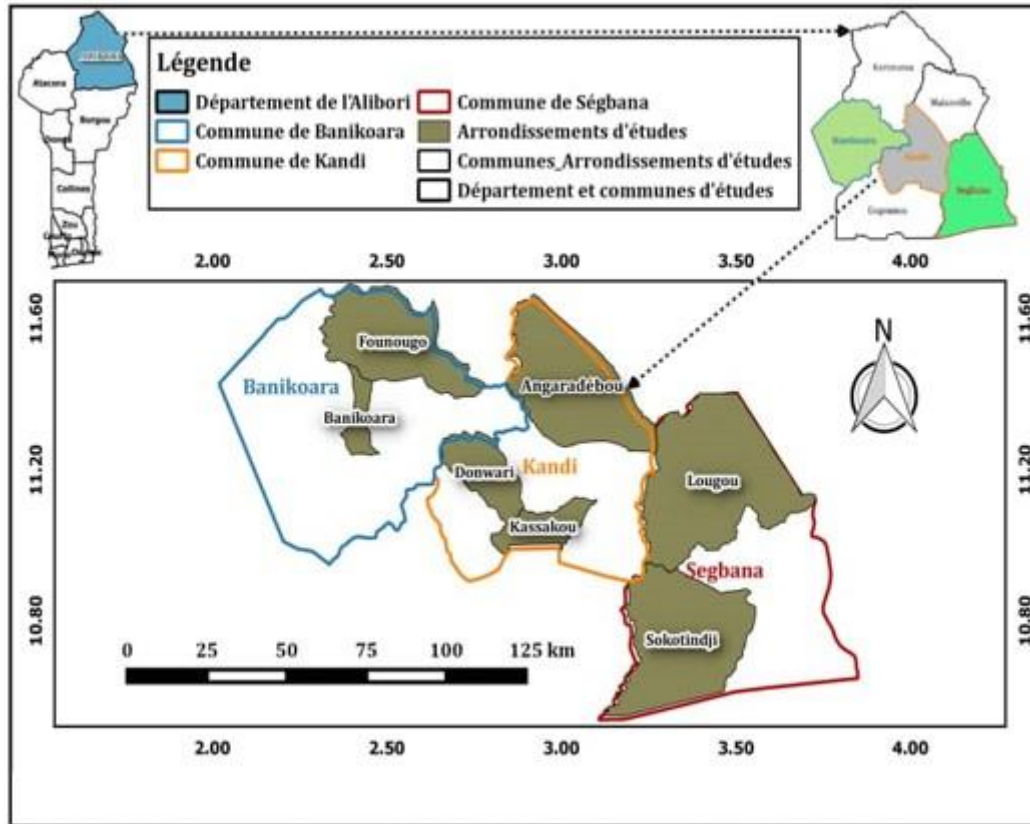 Atacora
Borgou
Collines
Zou
Légende
Département de l'Alibori
Commune de Banikoara
Commune de Kandi
Commune de Ségbana
Arrondissements d'études
Communes_Arrondissements d'études
Département et communes d'études
Karimama
Malanville
Banikoara
Kandi
Segbana
Gogounou
2.00 2.50 3.00 3.50 4.00
11.60 11.60
Founougo
Angaradèbou
Banikoara
Banikoara
N
11.20 11.20
Donwari
Kandi
Lougou
Kassakou
Segbana
10.80 10.80
Sokotindji
0 25 50 75 100 125 km
2.00 2.50 3.00 3.50 4.00